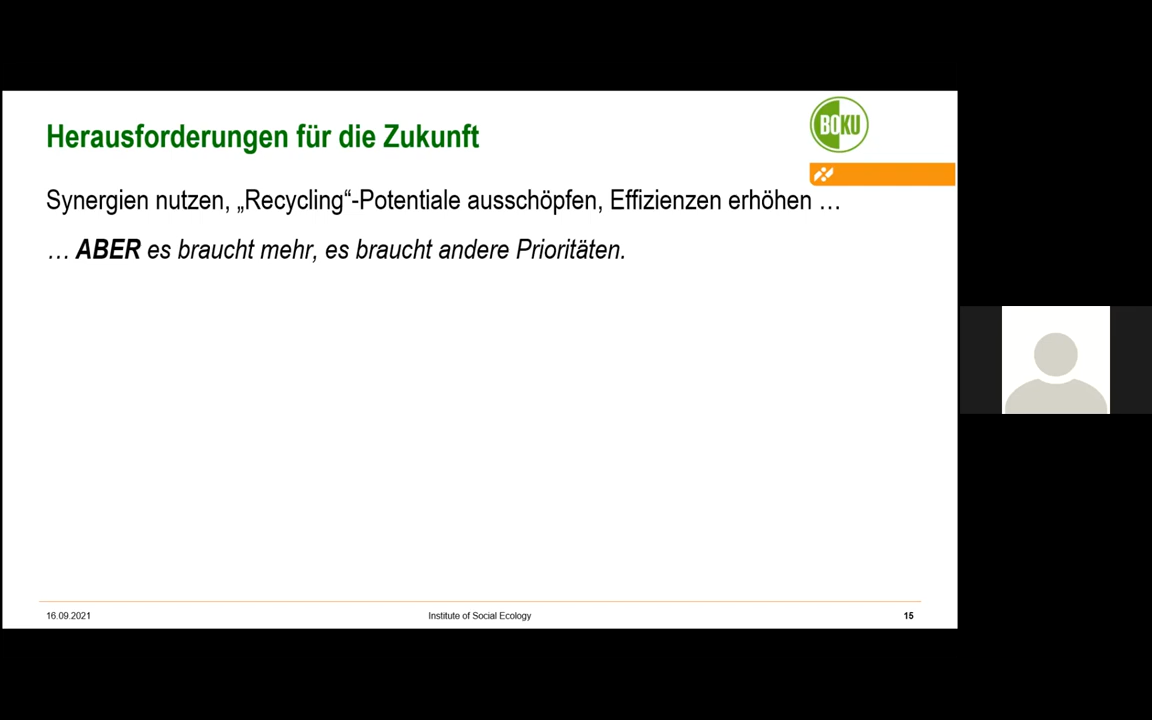 Herausforderungen für die Zukunft
BOKU
Synergien nutzen, „Recycling“-Potentiale ausschöpfen, Effizienzen erhöhen …
… ABER es braucht mehr, es braucht andere Prioritäten.
16.09.2021
Institute of Social Ecology
15